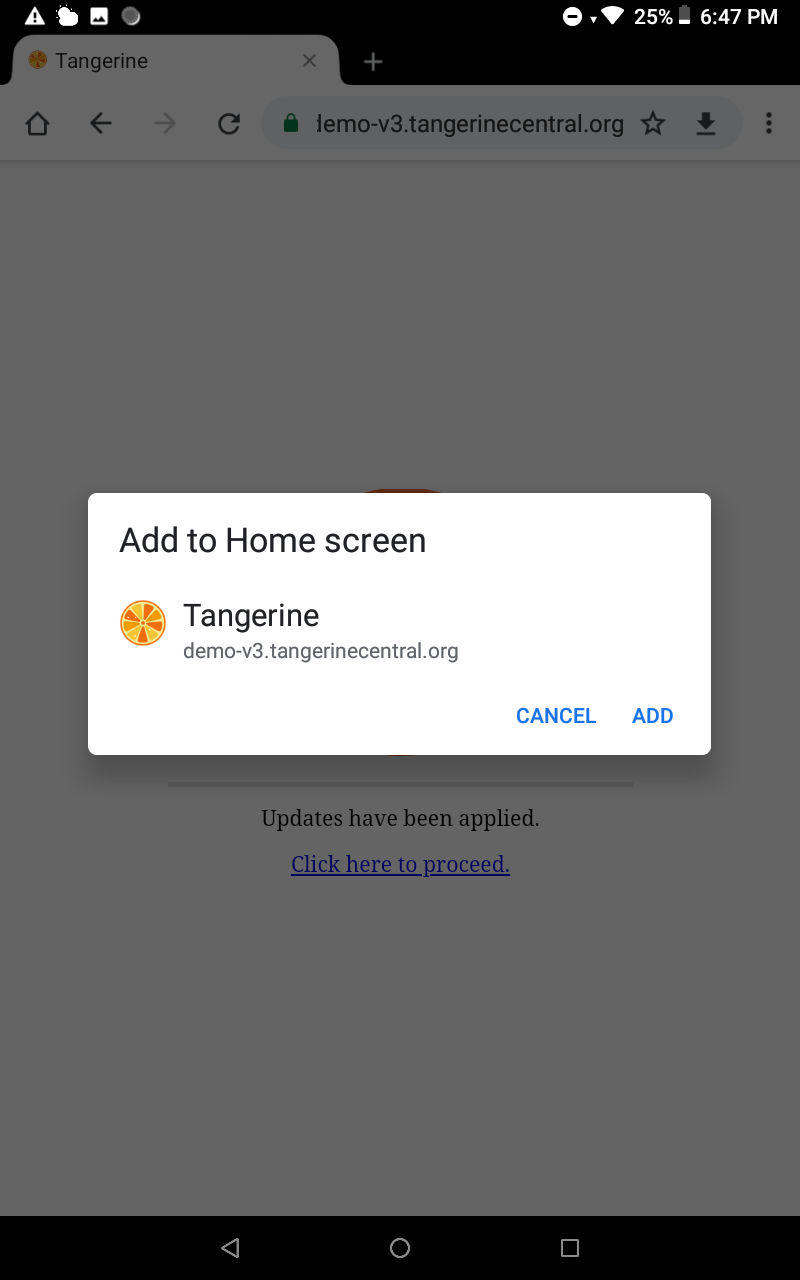 25% 6:47 PM
Tangerine
demo-v3.tangerinecentral.org
Add to Home screen
Tangerine
demo-v3.tangerinecentral.org
CANCEL ADD
Updates have been applied.
Click here to proceed.